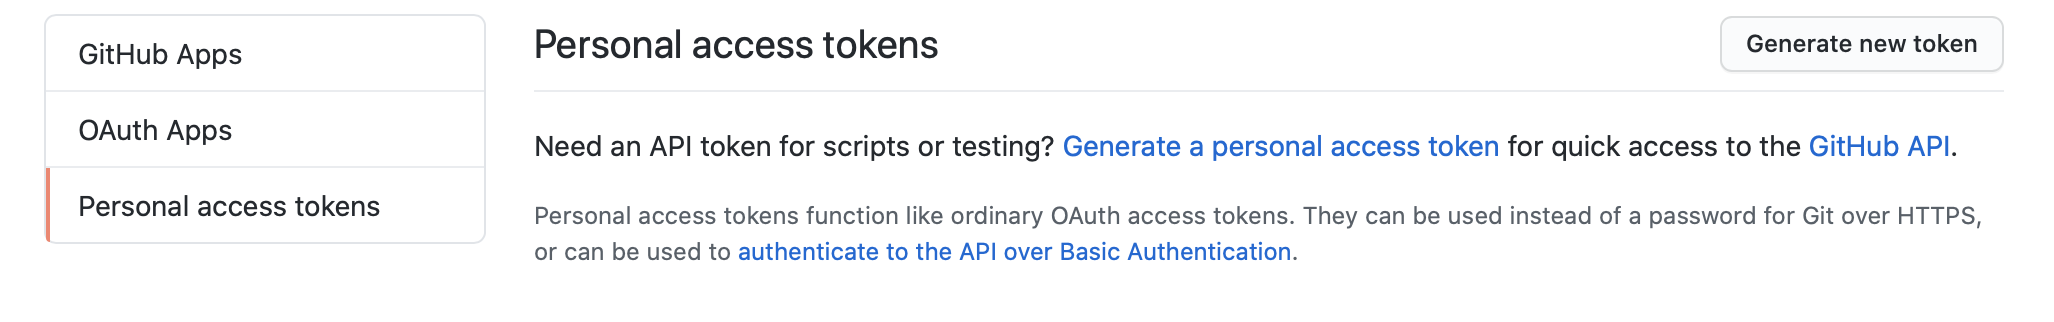 GitHub Apps
OAuth Apps
Personal access tokens
Personal access tokens
Generate new token
Need an API token for scripts or testing? Generate a personal access token for quick access to the GitHub API.
Personal access tokens function like ordinary OAuth access tokens. They can be used instead of a password for Git over HTTPS,
or can be used to authenticate to the API over Basic Authentication.